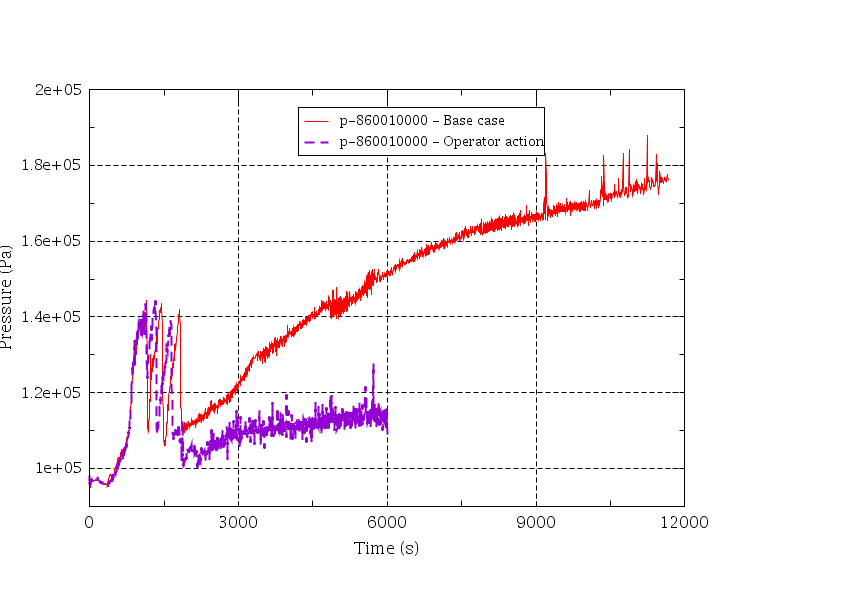 2e+05
1.8e+05
1.6e+05
1.4e+05
1.2e+05
1e+05
Pressure (Pa)
p-860010000 - Base case
p-860010000 - Operator action
0
3000
6000
9000
12000
Time (s)